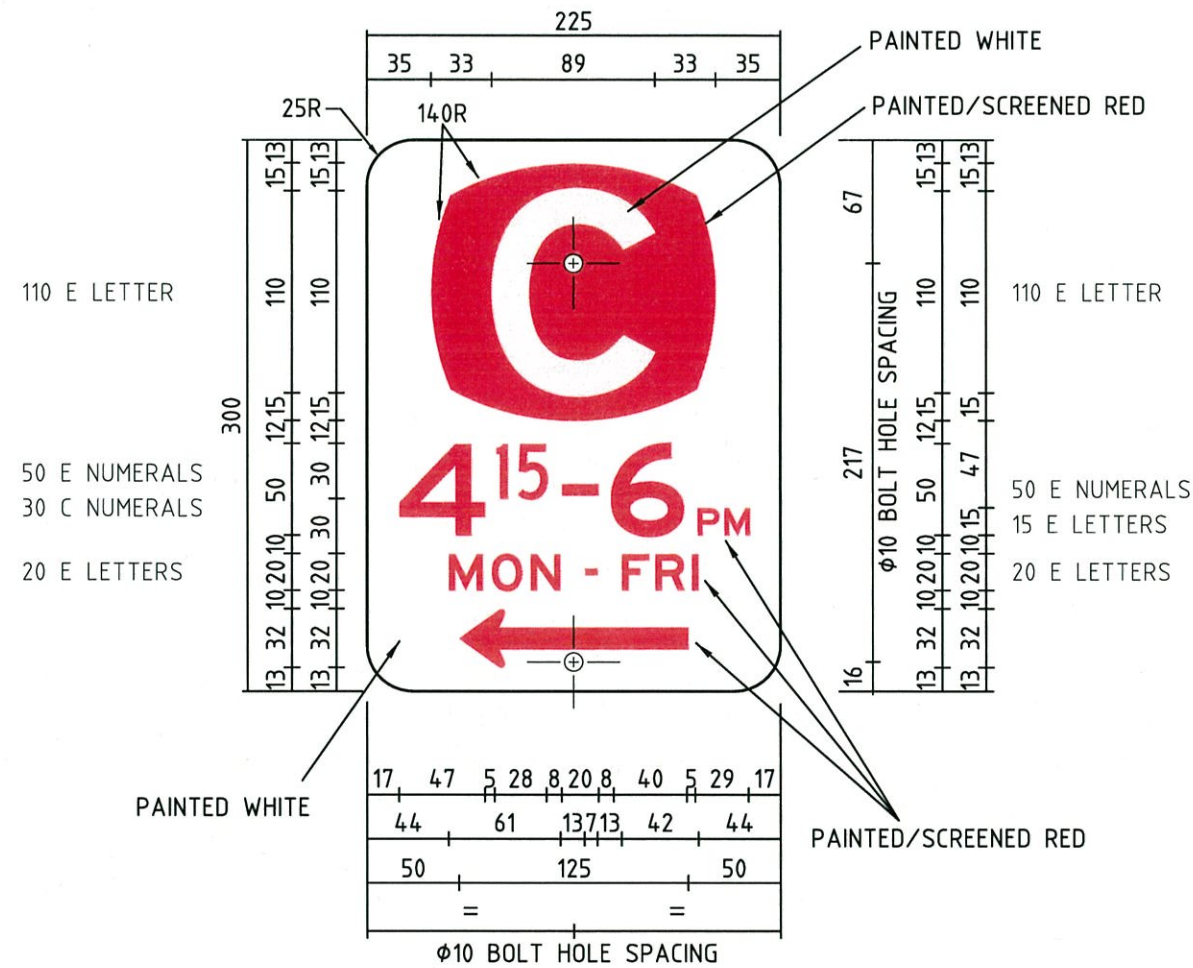 225
35 33 89 33 35
PAINTED WHITE
PAINTED/SCREENED RED
25R
140R
C
4 15 - 6 PM
MON - FRI
300
13 15 110 15 12 50 10 20 10 32 13
13 15 110 15 12 30 30 20 10 32 13
110 E LETTER
50 E NUMERALS
30 C NUMERALS
20 E LETTERS
67
217
16
Φ10 BOLT HOLE SPACING
13 15 110 15 12 50 10 20 10 32 13
13 15 110 15 47 15 10 20 10 32 13
110 E LETTER
50 E NUMERALS
15 E LETTERS
20 E LETTERS
PAINTED WHITE
PAINTED/SCREENED RED
17 47 5 28 8 20 8 40 5 29 17
44 61 13 7 13 42 44
50 125 50
= =
Φ10 BOLT HOLE SPACING